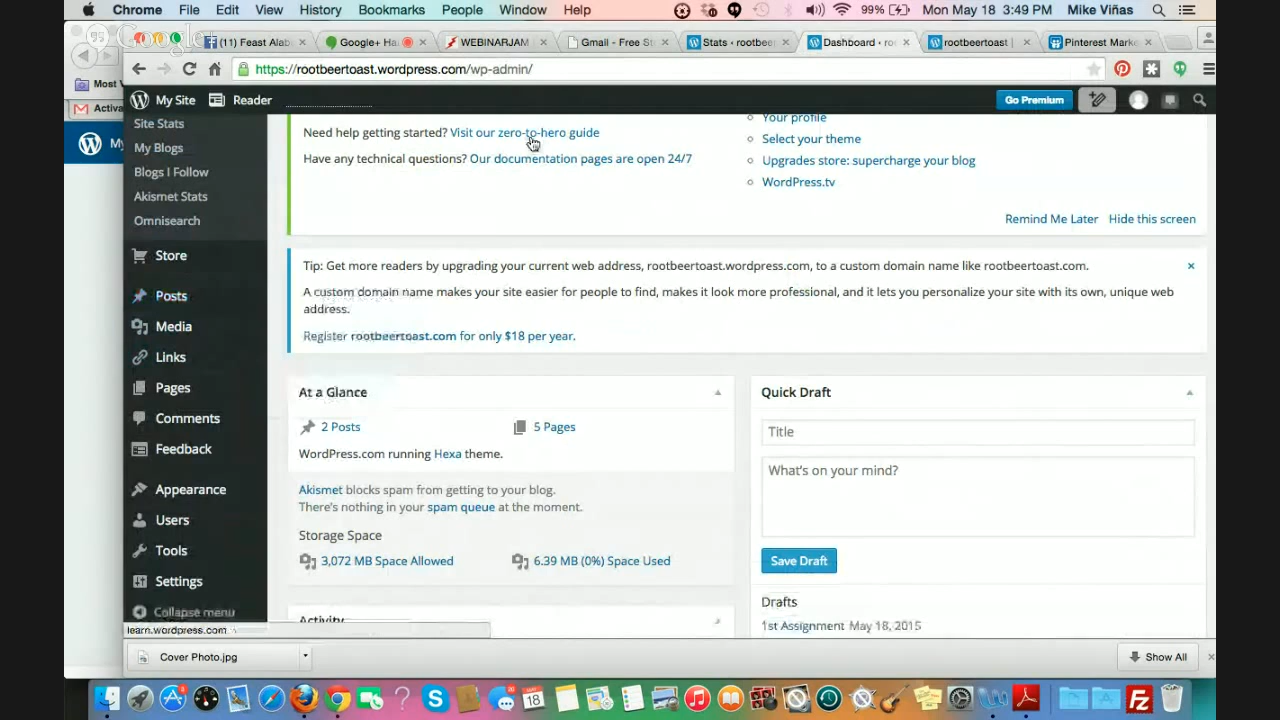 Chrome File Edit View History Bookmarks People Window Help 99% Mon May 18 3:49 PM Mike Viñas
Google+
(11) Feast Alab
Google+ Ha
WEBINARJAM
Gmail - Free St
Stats ‹ rootbeer
Dashboard ‹ ro
rootbeertoast |
Pinterest Mark
https://rootbeertoast.wordpress.com/wp-admin/
Most V
Activa
My Site Reader Go Premium
Site Stats
My Blogs
Blogs I Follow
Akismet Stats
Omnisearch
Store
Posts
Media
Links
Pages
Comments
Feedback
Appearance
Users
Tools
Settings
Collapse menu
Need help getting started? Visit our zero-to-hero guide
Have any technical questions? Our documentation pages are open 24/7
Your profile
Select your theme
Upgrades store: supercharge your blog
WordPress.tv
Remind Me Later Hide this screen
Tip: Get more readers by upgrading your current web address, rootbeertoast.wordpress.com, to a custom domain name like rootbeertoast.com.
A custom domain name makes your site easier for people to find, makes it look more professional, and it lets you personalize your site with its own, unique web
address.
Register rootbeertoast.com for only $18 per year.
At a Glance
2 Posts 5 Pages
WordPress.com running Hexa theme.
Akismet blocks spam from getting to your blog.
There's nothing in your spam queue at the moment.
Storage Space
3,072 MB Space Allowed 6.39 MB (0%) Space Used
Activity
Quick Draft
Title
What's on your mind?
Save Draft
Drafts
1st Assignment May 18, 2015
learn.wordpress.com
Cover Photo.jpg
Show All